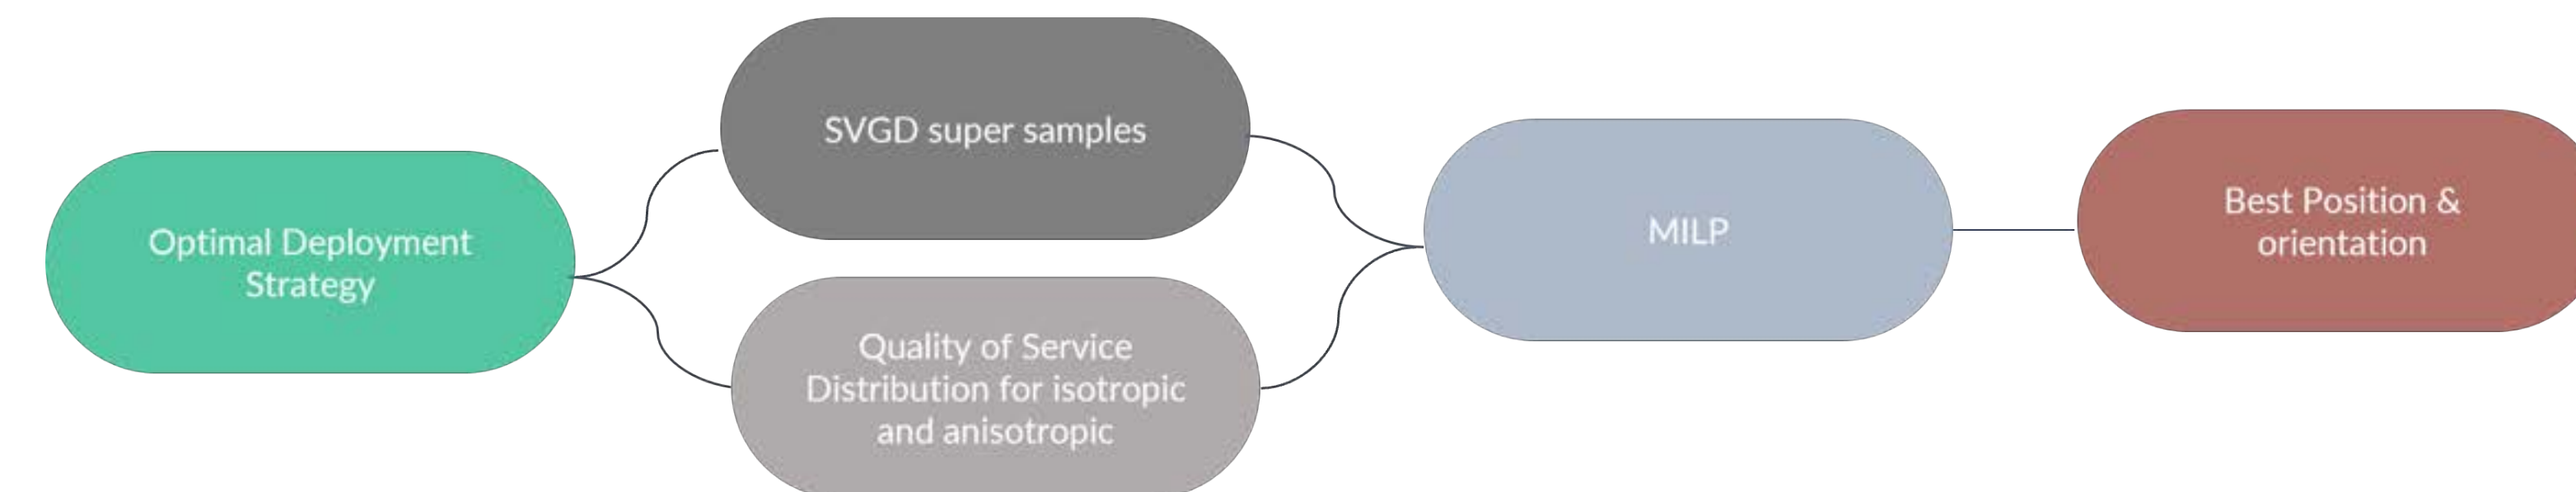 Optimal Deployment
Strategy
SVGD super samples
Quality of Service
Distribution for isotropic
and anisotropic
MILP
Best Position &
orientation